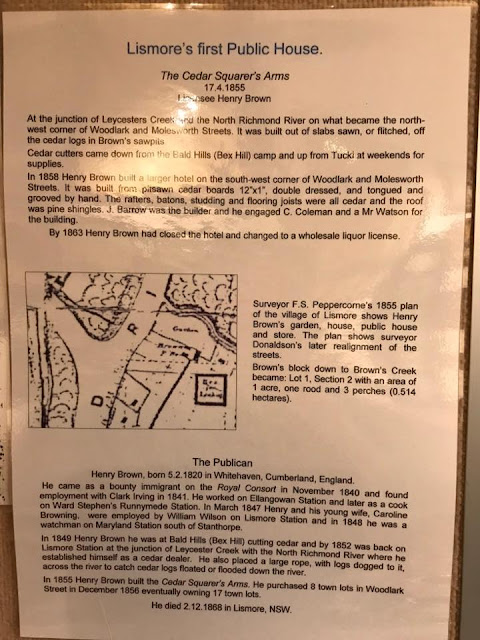 Lismore's first Public House.
The Cedar Squarer's Arms
17.4.1855
Licensee Henry Brown
At the junction of Leycesters Creek and the North Richmond River on what became the north-
west corner of Woodlark and Molesworth Streets. It was built out of slabs sawn, or flitched, off
the cedar logs in Brown's sawpits
Cedar cutters came down from the Bald Hills (Bex Hill) camp and up from Tucki at weekends for
supplies.
In 1858 Henry Brown built a larger hotel on the south-west corner of Woodlark and Molesworth
Streets. It was built from pitsawn cedar boards 12"x1", double dressed, and tongued and
grooved by hand. The rafters, batons, studding and flooring joists were all cedar and the roof
was pine shingles. J. Barrow was the builder and he engaged C. Coleman and a Mr Watson for
the building.
By 1863 Henry Brown had closed the hotel and changed to a wholesale liquor license.
R I
D
Garden
Surveyor F.S. Peppercorne's 1855 plan
of the village of Lismore shows Henry
Brown's garden, house, public house
and store. The plan shows surveyor
Donaldson's later realignment of the
streets.
Brown's block down to Brown's Creek
became: Lot 1, Section 2 with an area of
1 acre, one rood and 3 perches (0.514
hectares).
The Publican
Henry Brown, born 5.2.1820 in Whitehaven, Cumberland, England.
He came as a bounty immigrant on the Royal Consort in November 1840 and found
employment with Clark Irving in 1841. He worked on Ellangowan Station and later as a cook
on Ward Stephen's Runnymede Station. In March 1847 Henry and his young wife, Caroline
Browning, were employed by William Wilson on Lismore Station and in 1848 he was a
watchman on Maryland Station south of Stanthorpe.
In 1849 Henry Brown he was at Bald Hills (Bex Hill) cutting cedar and by 1852 was back on
Lismore Station at the junction of Leycester Creek with the North Richmond River where he
established himself as a cedar dealer. He also placed a large rope, with logs dogged to it,
across the river to catch cedar logs floated or flooded down the river.
In 1855 Henry Brown built the Cedar Squarer's Arms. He purchased 8 town lots in Woodlark
Street in December 1856 eventually owning 17 town lots.
He died 2.12.1868 in Lismore, NSW.